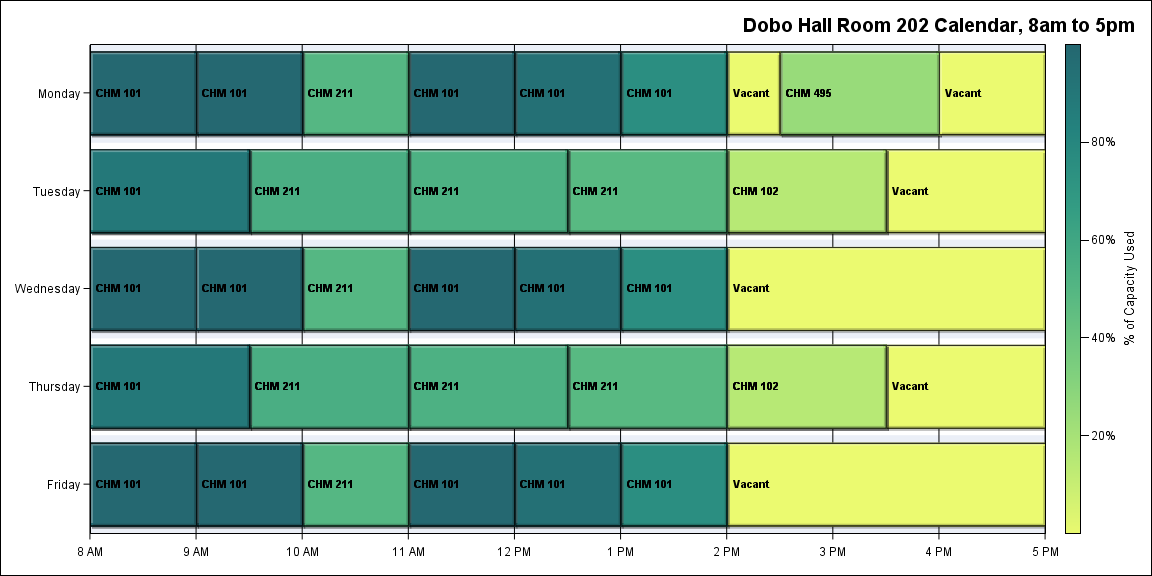 Dobo Hall Room 202 Calendar, 8am to 5pm
Monday
CHM 101
CHM 101
CHM 211
CHM 101
CHM 101
CHM 101
Vacant
CHM 495
Vacant
Tuesday
CHM 101
CHM 211
CHM 211
CHM 211
CHM 102
Vacant
Wednesday
CHM 101
CHM 101
CHM 211
CHM 101
CHM 101
CHM 101
Vacant
Thursday
CHM 101
CHM 211
CHM 211
CHM 211
CHM 102
Vacant
Friday
CHM 101
CHM 101
CHM 211
CHM 101
CHM 101
CHM 101
Vacant
8 AM
9 AM
10 AM
11 AM
12 PM
1 PM
2 PM
3 PM
4 PM
5 PM
80%
60%
40%
20%
% of Capacity Used